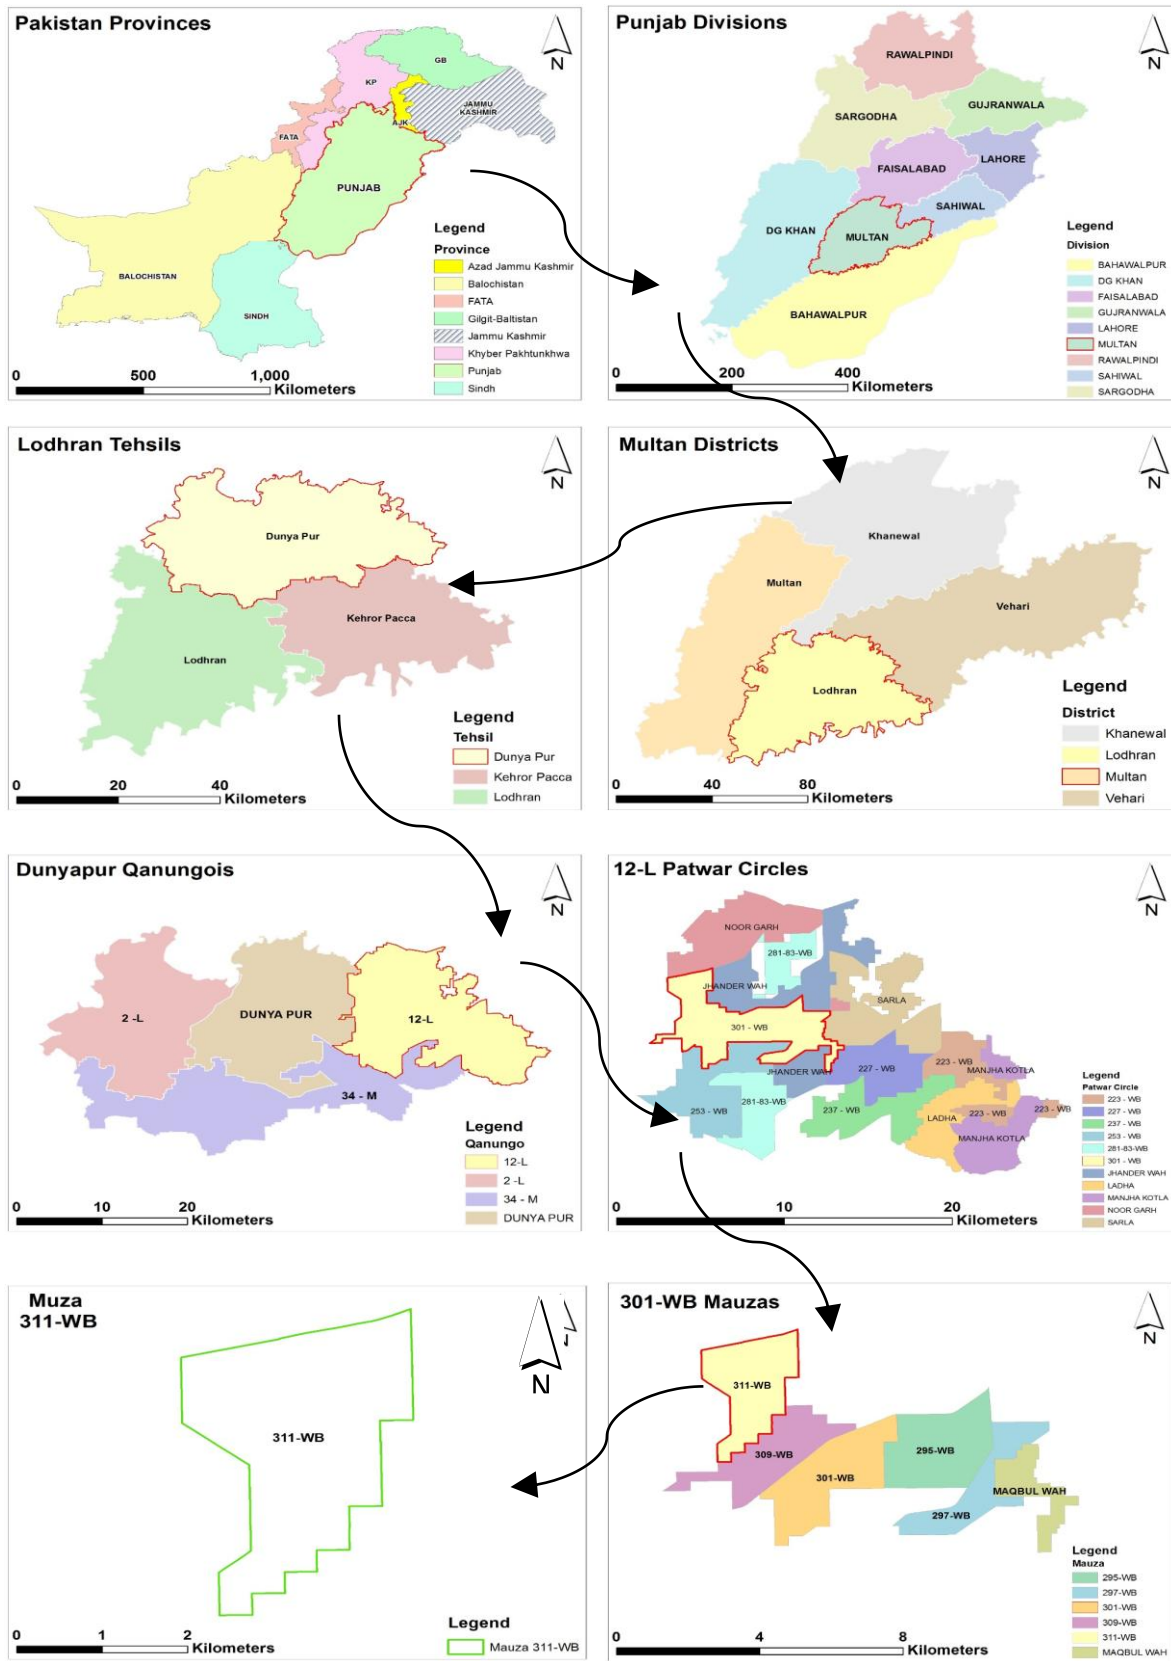 Pakistan Provinces
N
GB
KP
JAMMU
KASHMIR
AJK
FATA
PUNJAB
BALOCHISTAN
SINDH
Legend
Province
Azad Jammu Kashmir
Balochistan
FATA
Gilgit-Baltistan
Jammu Kashmir
Khyber Pakhtunkhwa
Punjab
Sindh
0 500 1,000
Kilometers
Punjab Divisions
N
RAWALPINDI
GUJRANWALA
SARGODHA
LAHORE
FAISALABAD
SAHIWAL
DG KHAN
MULTAN
BAHAWALPUR
Legend
Division
BAHAWALPUR
DG KHAN
FAISALABAD
GUJRANWALA
LAHORE
MULTAN
RAWALPINDI
SAHIWAL
SARGODHA
0 200 400
Kilometers
Lodhran Tehsils
N
Dunya Pur
Kehror Pacca
Lodhran
Legend
Tehsil
Dunya Pur
Kehror Pacca
Lodhran
0 20 40
Kilometers
Multan Districts
N
Khanewal
Multan
Vehari
Lodhran
Legend
District
Khanewal
Lodhran
Multan
Vehari
0 40 80
Kilometers
Dunyapur Qanungois
N
2 -L
DUNYA PUR
12-L
34 - M
Legend
Qanungo
12-L
2 -L
34 - M
DUNYA PUR
0 10 20
Kilometers
12-L Patwar Circles
N
NOOR GARH
281-83-WB
JHANDER WAH
SARLA
301 - WB
223 - WB
JHANDER WAH
227 - WB
MANJHA KOTLA
281-83-WB
253 - WB
237 - WB
LADHA
223 - WB
223 - WB
MANJHA KOTLA
Legend
Patwar Circle
223 - WB
227 - WB
237 - WB
253 - WB
281-83-WB
301 - WB
JHANDER WAH
LADHA
MANJHA KOTLA
NOOR GARH
SARLA
0 10 20
Kilometers
Muza
311-WB
N
311-WB
Legend
Mauza 311-WB
0 1 2
Kilometers
301-WB Mauzas
N
311-WB
309-WB
295-WB
301-WB
MAQBUL WAH
297-WB
Legend
Mauza
295-WB
297-WB
301-WB
309-WB
311-WB
MAQBUL WAH
0 4 8
Kilometers